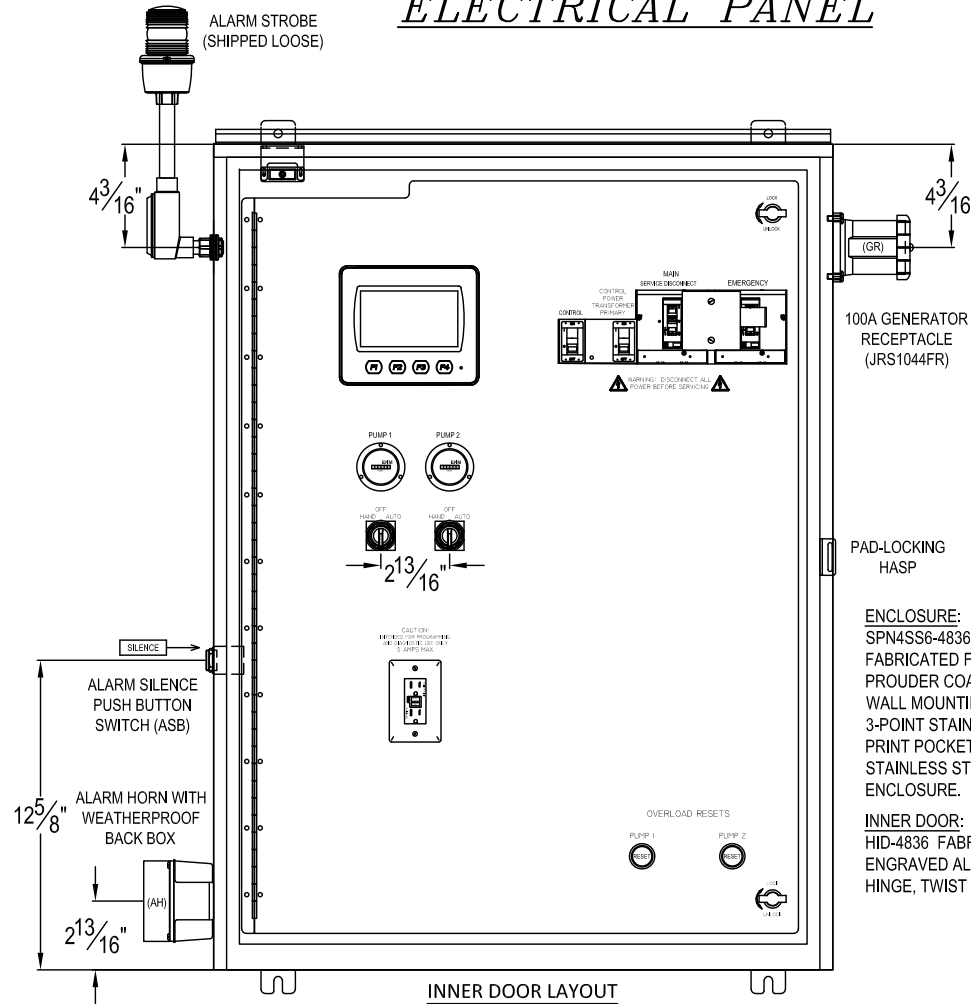 ELECTRICAL PANEL
ALARM STROBE
(SHIPPED LOOSE)
4 3/16"
4 3/16
LOCK
UNLOCK
(GR)
MAIN
SERVICE DISCONNECT
EMERGENCY
CONTROL
POWER
TRANSFORMER
PRIMARY
CONTROL
OFF
OFF
WARNING! DISCONNECT ALL
POWER BEFORE SERVICING
100A GENERATOR
RECEPTACLE
(JRS1044FR)
F1 F2 F3 F4
PUMP 1 PUMP 2
OFF
HAND AUTO
OFF
HAND AUTO
2 13/16"
PAD-LOCKING
HASP
CAUTION!
INTENDED FOR PROGRAMMING
AND DIAGNOSTIC USE ONLY
5 AMPS MAX
SILENCE
ALARM SILENCE
PUSH BUTTON
SWITCH (ASB)
ENCLOSURE:
SPN4SS6-4836
FABRICATED F
PROUDER COA
WALL MOUNTI
3-POINT STAIN
PRINT POCKET
STAINLESS ST
ENCLOSURE.
INNER DOOR:
HID-4836 FABR
ENGRAVED AL
HINGE, TWIST
12 5/8"
ALARM HORN WITH
WEATHERPROOF
BACK BOX
(AH)
2 13/16"
OVERLOAD RESETS
PUMP 1 PUMP 2
RESET RESET
LOCK
UNLOCK
INNER DOOR LAYOUT